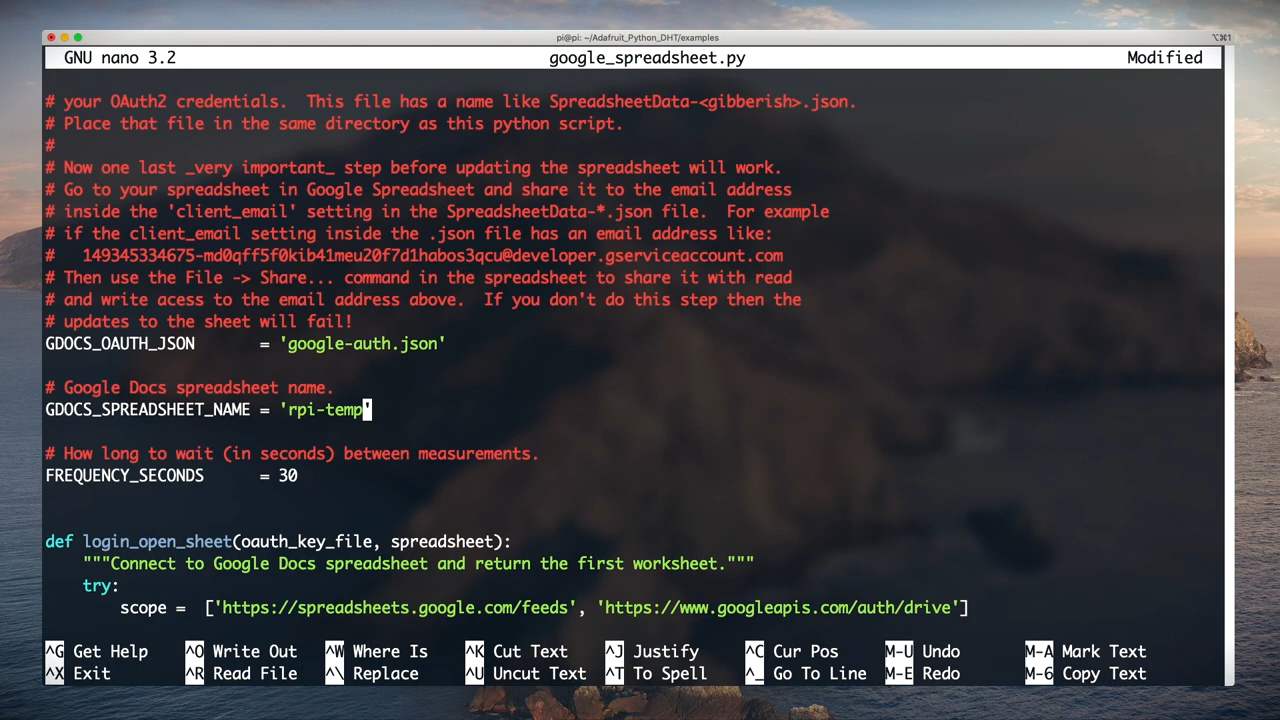 pi@pi: ~/Adafruit_Python_DHT/examples
⌥⌘1
GNU nano 3.2 google_spreadsheet.py Modified
# your OAuth2 credentials.  This file has a name like SpreadsheetData-<gibberish>.json.
# Place that file in the same directory as this python script.
#
# Now one last _very important_ step before updating the spreadsheet will work.
# Go to your spreadsheet in Google Spreadsheet and share it to the email address
# inside the 'client_email' setting in the SpreadsheetData-*.json file.  For example
# if the client_email setting inside the .json file has an email address like:
#   149345334675-md0qff5f0kib41meu20f7d1habos3qcu@developer.gserviceaccount.com
# Then use the File -> Share... command in the spreadsheet to share it with read
# and write acess to the email address above.  If you don't do this step then the
# updates to the sheet will fail!
GDOCS_OAUTH_JSON       = 'google-auth.json'
# Google Docs spreadsheet name.
GDOCS_SPREADSHEET_NAME = 'rpi-temp'
# How long to wait (in seconds) between measurements.
FREQUENCY_SECONDS      = 30
def login_open_sheet(oauth_key_file, spreadsheet):
    """Connect to Google Docs spreadsheet and return the first worksheet."""
    try:
        scope =  ['https://spreadsheets.google.com/feeds', 'https://www.googleapis.com/auth/drive']
^G Get Help ^O Write Out ^W Where Is ^K Cut Text ^J Justify ^C Cur Pos M-U Undo M-A Mark Text
^X Exit ^R Read File ^\ Replace ^U Uncut Text ^T To Spell ^_ Go To Line M-E Redo M-6 Copy Text